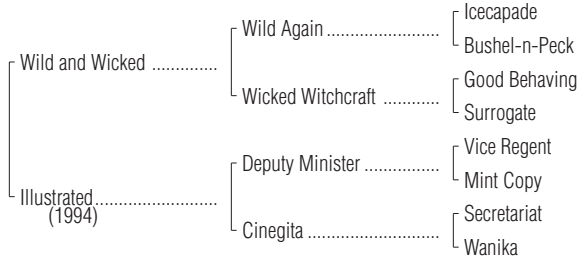 Icecapade
Wild Again ........................
Bushel-n-Peck
Wild and Wicked ..............
Good Behaving
Wicked Witchcraft ............
Surrogate
Vice Regent
Deputy Minister ................
Mint Copy
Illustrated..........................
(1994)
Secretariat
Cinegita ............................
Wanika